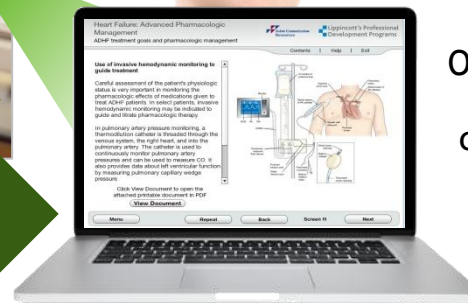 Heart Failure: Advanced Pharmacologic
Management
ADHF treatment goals and pharmacologic management
Joint Commission
Resources
Lippincott's Professional
Development Programs
Contents | Help | Exit
Use of invasive hemodynamic monitoring to
guide treatment
Careful assessment of the patient's physiologic
status is very important in monitoring the
pharmacologic effects of medications given to
treat ADHF patients. In select patients, invasive
hemodynamic monitoring may be indicated to
guide and titrate pharmacologic therapy.
In pulmonary artery pressure monitoring, a
thermodilution catheter is threaded through the
venous system, the right heart, and into the
pulmonary artery. The catheter is used to
continuously monitor pulmonary artery
pressures and can be used to measure CO. It
also provides data about left ventricular function
by measuring pulmonary capillary wedge
pressure.
Click View Document to open the
attached printable document in PDF
View Document
Menu
Repeat
Back
Next